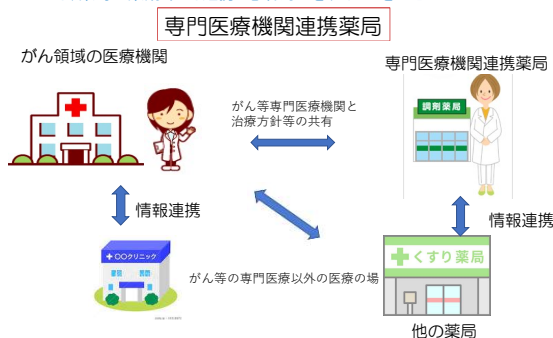 専門医療機関連携薬局
がん領域の医療機関
専門医療機関連携薬局
がん等専門医療機関と
治療方針等の共有
調剤薬局
情報連携
情報連携
〇〇クリニック
がん等の専門医療以外の医療の場
くすり薬局
他の薬局